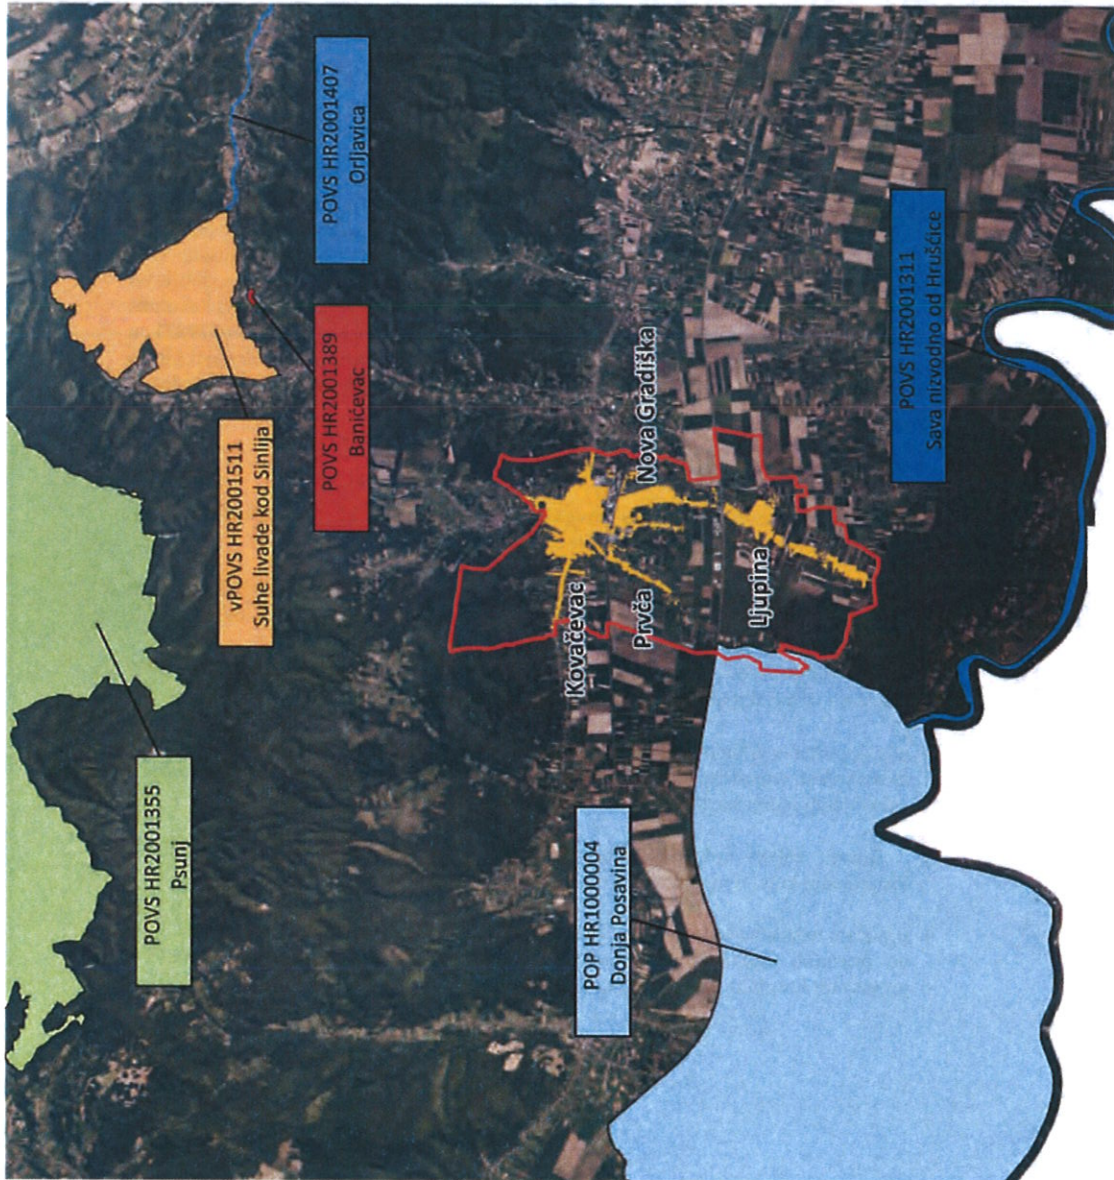 POVS HR2001355
Psunj
vPOVS HR2001511
Suhe livade kod Sinlija
POVS HR2001389
Banićevac
POVS HR2001407
Orljavica
POP HR1000004
Donja Posavina
Kovačevac
Prvča
Nova Gradiška
Ljupina
POVS HR2001311
Sava nizvodno od Hrušćice